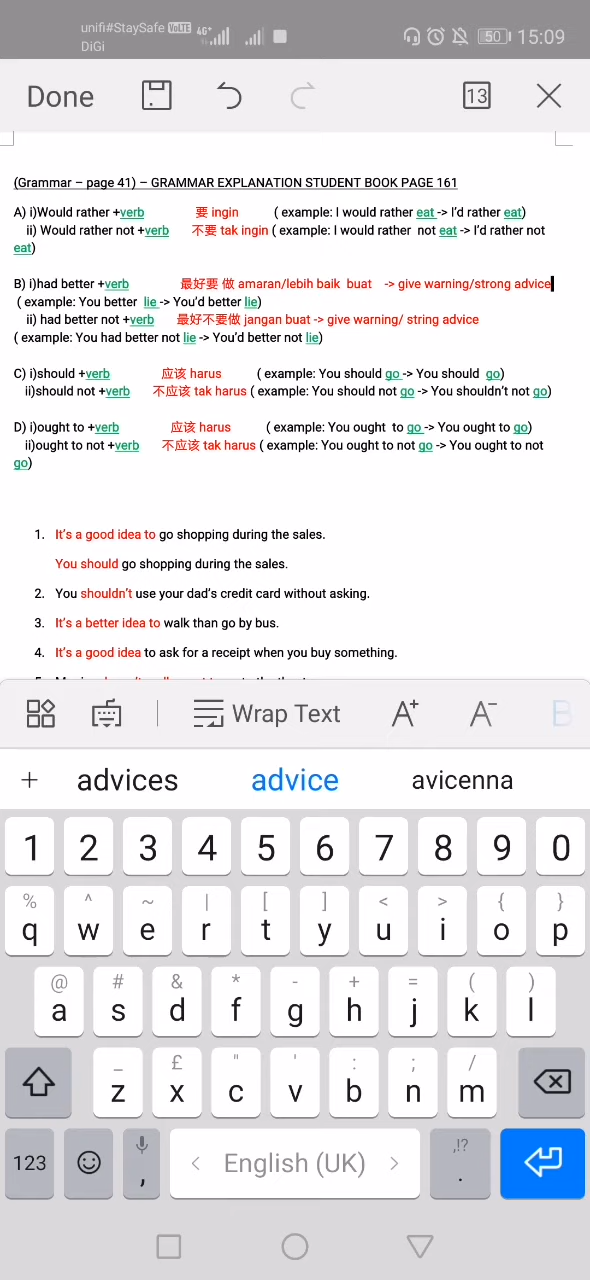 unifi#StaySafe VoLTE 4G+ 50 15:09
DiGi
Done 13
(Grammar – page 41) – GRAMMAR EXPLANATION STUDENT BOOK PAGE 161
A) i)Would rather +verb 要 ingin ( example: I would rather eat -> I'd rather eat)
ii) Would rather not +verb 不要 tak ingin ( example: I would rather not eat -> I'd rather not
eat)
B) i)had better +verb 最好要 做 amaran/lebih baik buat -> give warning/strong advice
( example: You better lie -> You'd better lie)
ii) had better not +verb 最好不要做 jangan buat -> give warning/ string advice
( example: You had better not lie -> You'd better not lie)
C) i)should +verb 应该 harus ( example: You should go -> You should go)
ii)should not +verb 不应该 tak harus ( example: You should not go -> You shouldn't not go)
D) i)ought to +verb 应该 harus ( example: You ought to go -> You ought to go)
ii)ought to not +verb 不应该 tak harus ( example: You ought to not go -> You ought to not
go)
1. It's a good idea to go shopping during the sales.
You should go shopping during the sales.
2. You shouldn't use your dad's credit card without asking.
3. It's a better idea to walk than go by bus.
4. It's a good idea to ask for a receipt when you buy something.
Wrap Text A+ A- B
+ advices advice avicenna
1 2 3 4 5 6 7 8 9 0
% ^ ~ | [ ] < > { }
q w e r t y u i o p
@ # & * - + = ( )
a s d f g h j k l
_ £ " ' : ; /
z x c v b n m
123 , < English (UK) > ,!? .